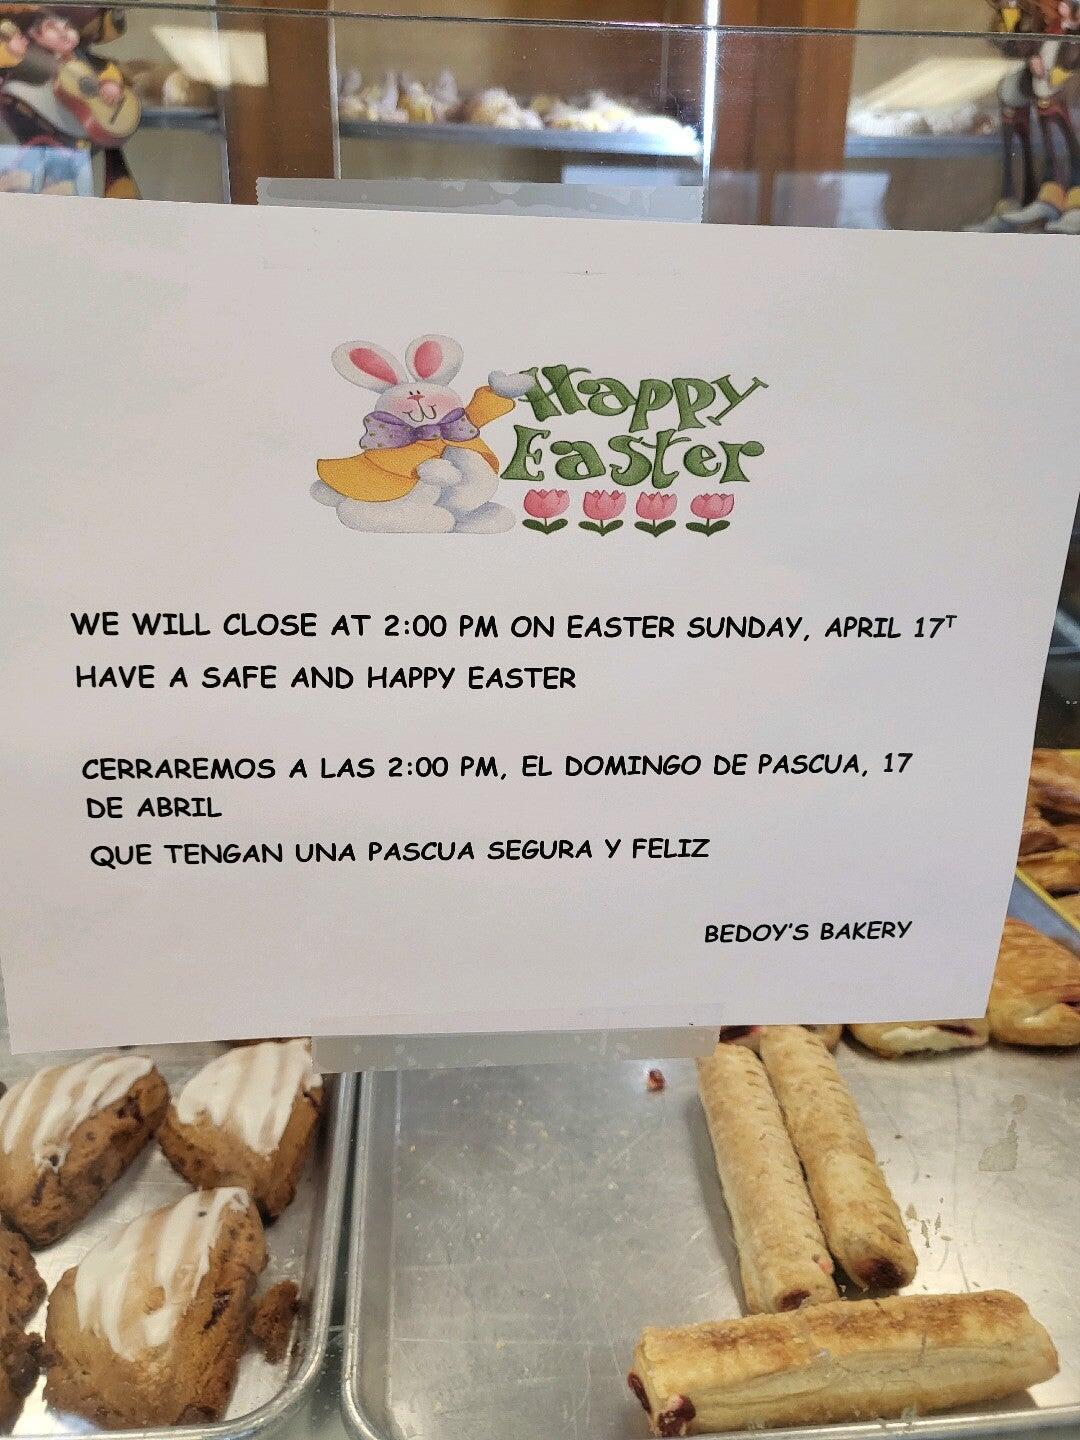 Happy
Easter
WE WILL CLOSE AT 2:00 PM ON EASTER SUNDAY, APRIL 17T
HAVE A SAFE AND HAPPY EASTER
CERRAREMOS A LAS 2:00 PM, EL DOMINGO DE PASCUA, 17
DE ABRIL
QUE TENGAN UNA PASCUA SEGURA Y FELIZ
BEDOY'S BAKERY